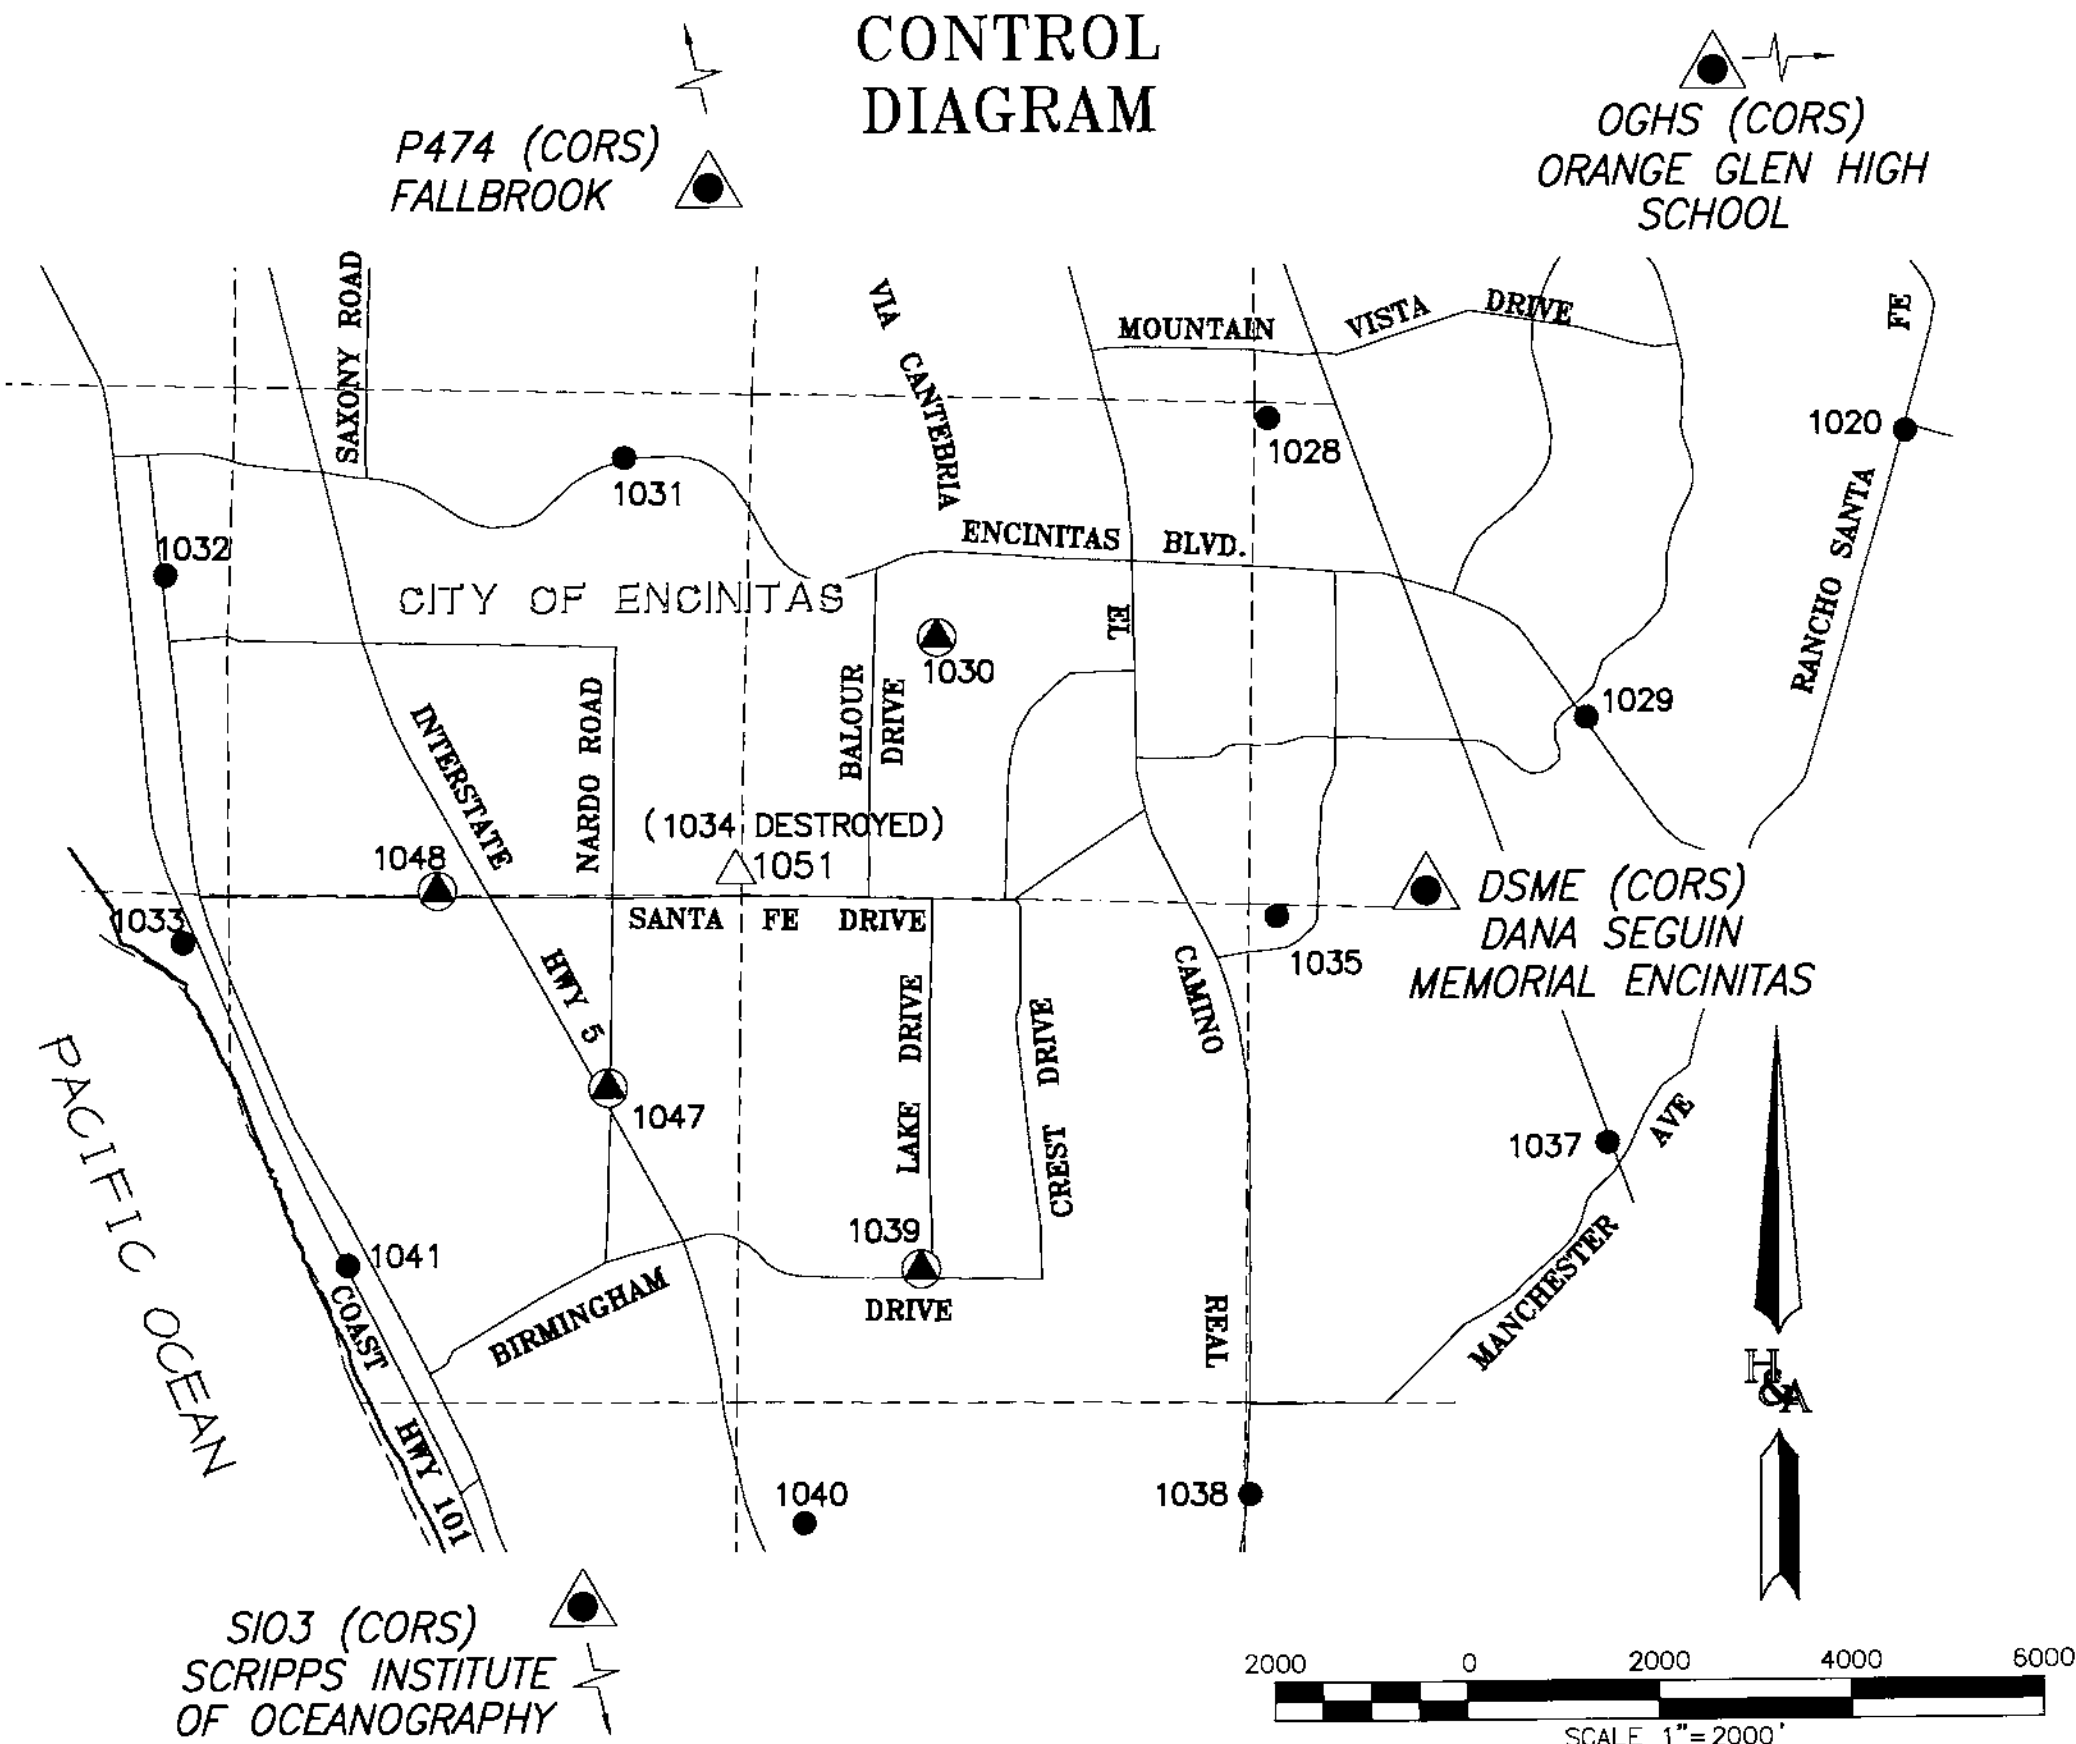 CONTROL
DIAGRAM
P474 (CORS)
FALLBROOK
OGHS (CORS)
ORANGE GLEN HIGH
SCHOOL
SAXONY ROAD
VIA CANTEBRIA
MOUNTAIN VISTA DRIVE
RANCHO SANTA FE
1020
1028
1031
1032
ENCINITAS BLVD.
CITY OF ENCINITAS
1030
EL CAMINO REAL
1029
BALOUR
DRIVE
NARDO ROAD
INTERSTATE HWY 5
(1034 DESTROYED)
1051
1048
1033
SANTA FE DRIVE
DSME (CORS)
DANA SEGUIN
MEMORIAL ENCINITAS
1035
LAKE DRIVE
CREST DRIVE
PACIFIC OCEAN
1047
1037
MANCHESTER AVE
1039
1041
COAST HWY 101
BIRMINGHAM DRIVE
H&A
1040
1038
SIO3 (CORS)
SCRIPPS INSTITUTE
OF OCEANOGRAPHY
2000 0 2000 4000 6000
SCALE 1"=2000'